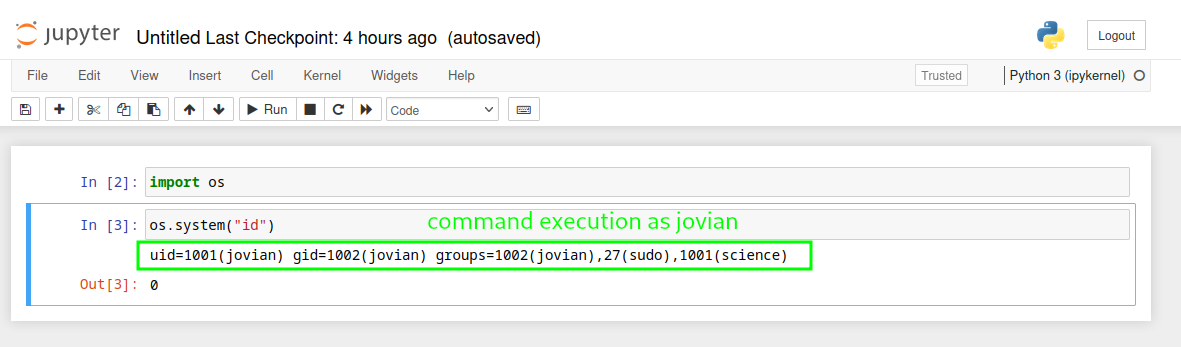 jupyter Untitled Last Checkpoint: 4 hours ago (autosaved) Logout
File Edit View Insert Cell Kernel Widgets Help Trusted Python 3 (ipykernel)
Run Code
In [2]: import os
In [3]: os.system("id") command execution as jovian
uid=1001(jovian) gid=1002(jovian) groups=1002(jovian),27(sudo),1001(science)
Out[3]: 0